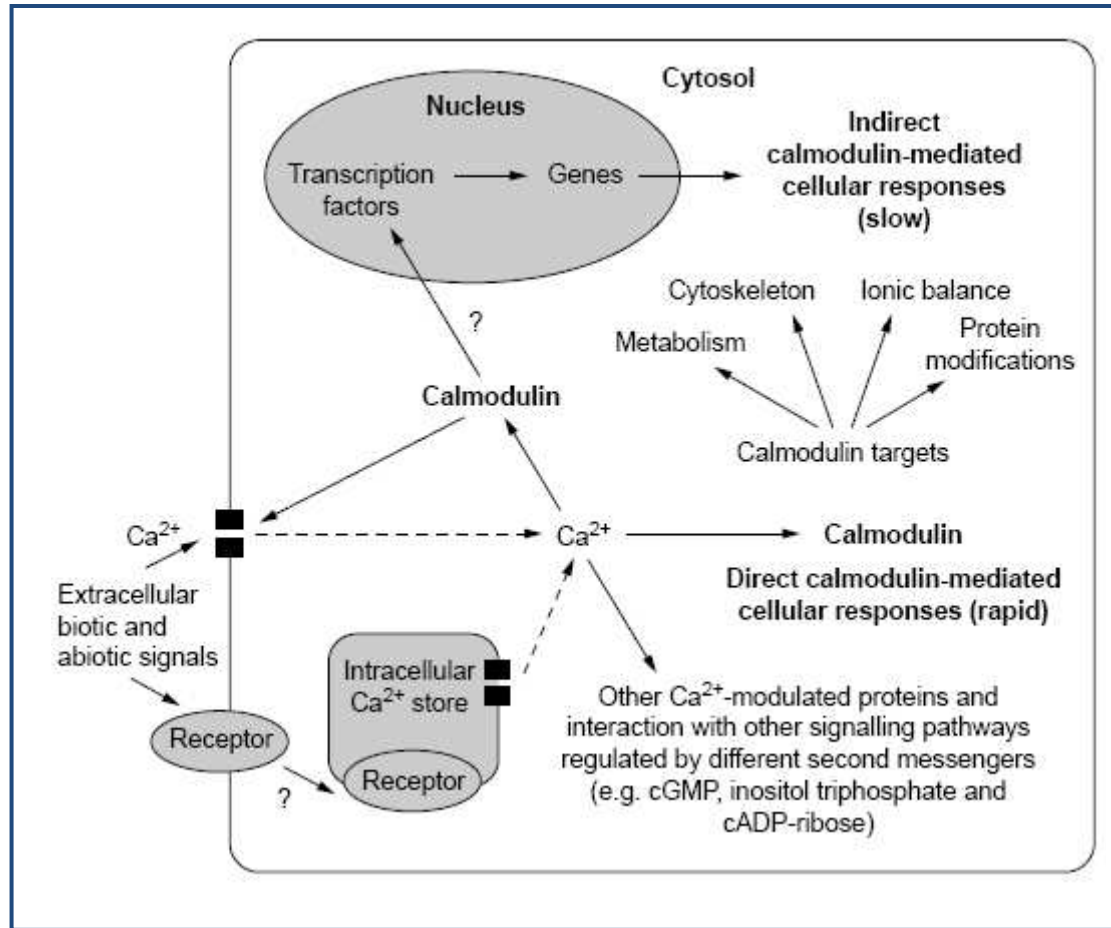 Cytosol
Nucleus
Transcription
factors
Genes
Indirect
calmodulin-mediated
cellular responses
(slow)
Cytoskeleton
Ionic balance
Metabolism
Protein
modifications
Calmodulin targets
?
Calmodulin
Ca²⁺
Ca²⁺
Calmodulin
Direct calmodulin-mediated
cellular responses (rapid)
Extracellular
biotic and
abiotic signals
Receptor
?
Intracellular
Ca²⁺ store
Receptor
Other Ca²⁺-modulated proteins and
interaction with other signalling pathways
regulated by different second messengers
(e.g. cGMP, inositol triphosphate and
cADP-ribose)